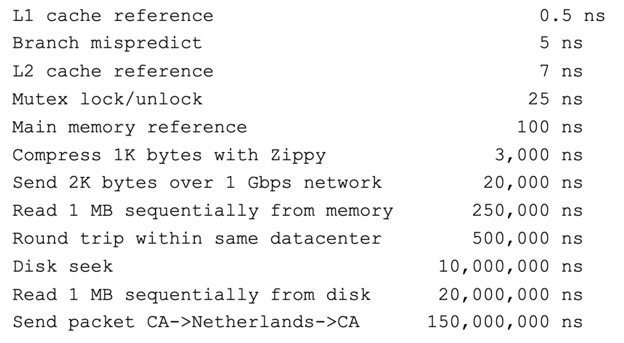 L1 cache reference 0.5 ns
Branch mispredict 5 ns
L2 cache reference 7 ns
Mutex lock/unlock 25 ns
Main memory reference 100 ns
Compress 1K bytes with Zippy 3,000 ns
Send 2K bytes over 1 Gbps network 20,000 ns
Read 1 MB sequentially from memory 250,000 ns
Round trip within same datacenter 500,000 ns
Disk seek 10,000,000 ns
Read 1 MB sequentially from disk 20,000,000 ns
Send packet CA->Netherlands->CA 150,000,000 ns